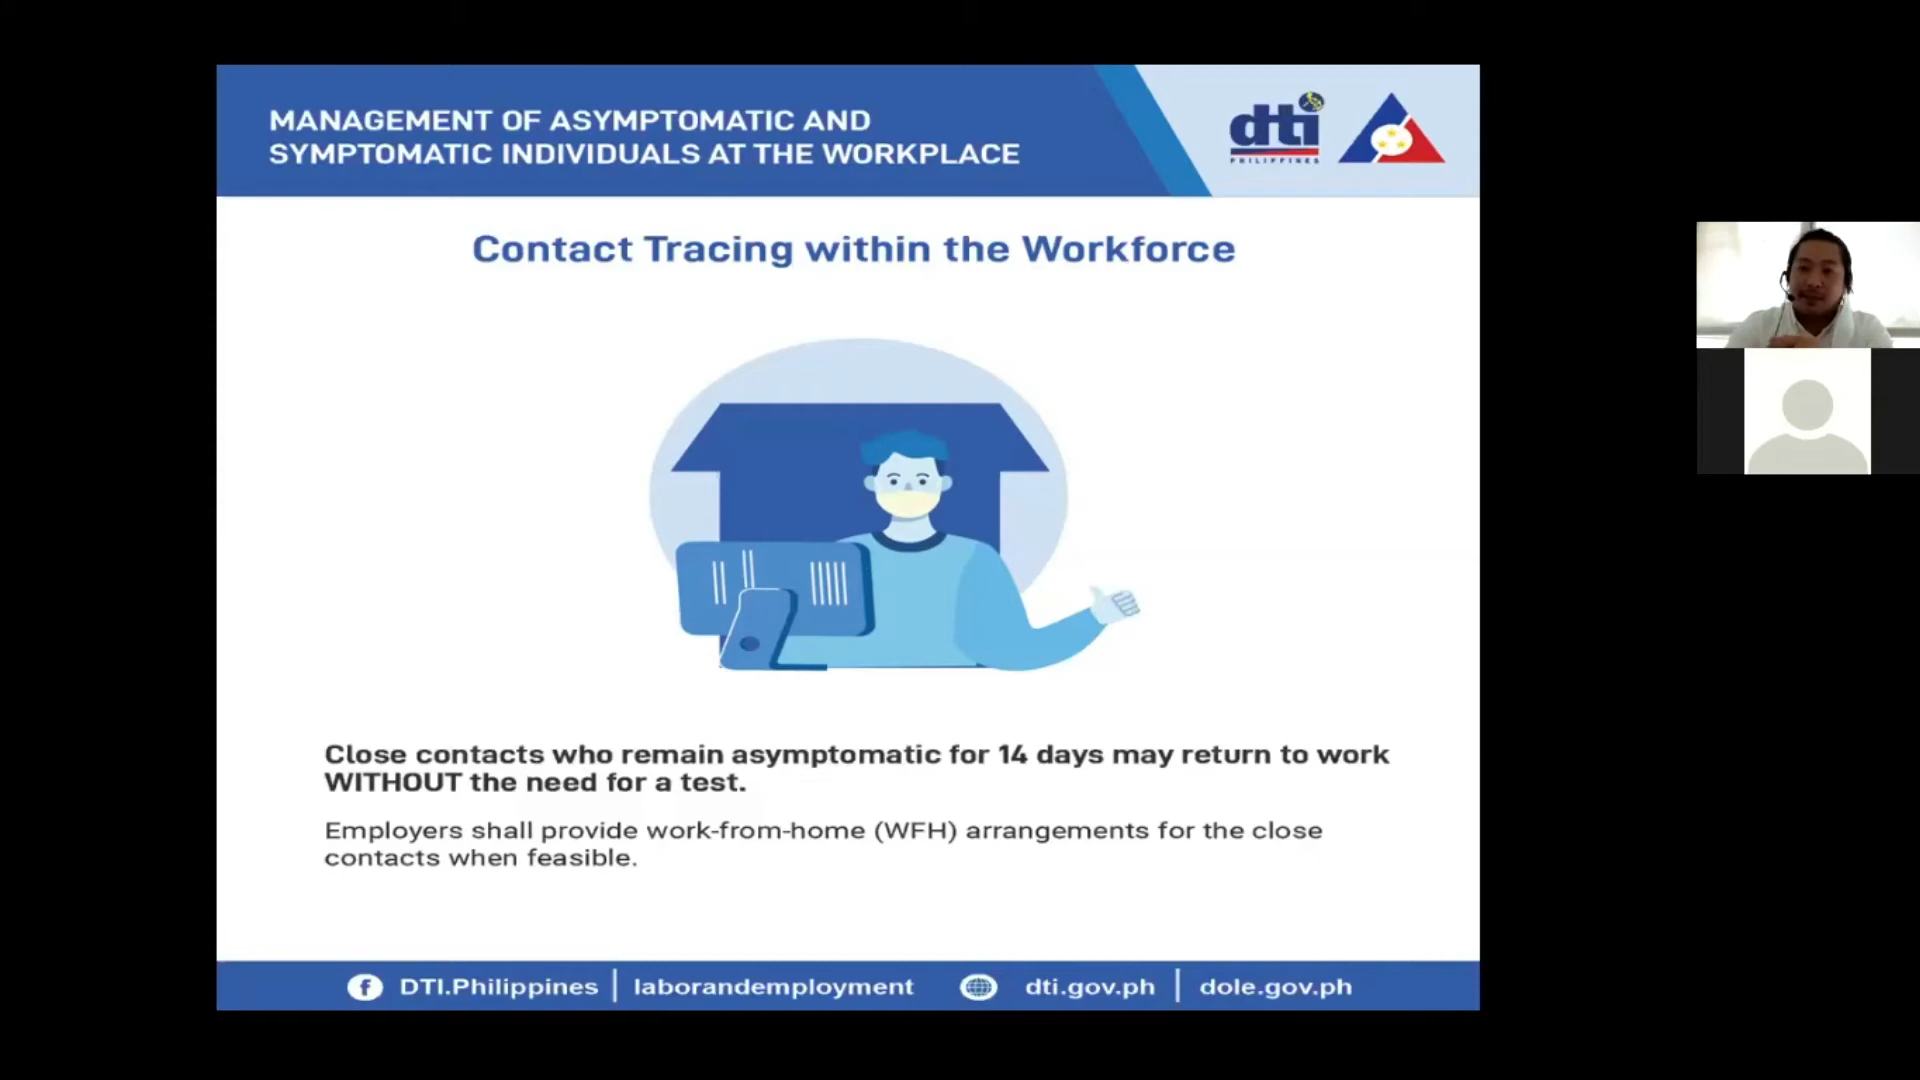 MANAGEMENT OF ASYMPTOMATIC AND
SYMPTOMATIC INDIVIDUALS AT THE WORKPLACE
dti
PHILIPPINES
Contact Tracing within the Workforce
Close contacts who remain asymptomatic for 14 days may return to work
WITHOUT the need for a test.
Employers shall provide work-from-home (WFH) arrangements for the close
contacts when feasible.
f DTI.Philippines | laborandemployment dti.gov.ph | dole.gov.ph